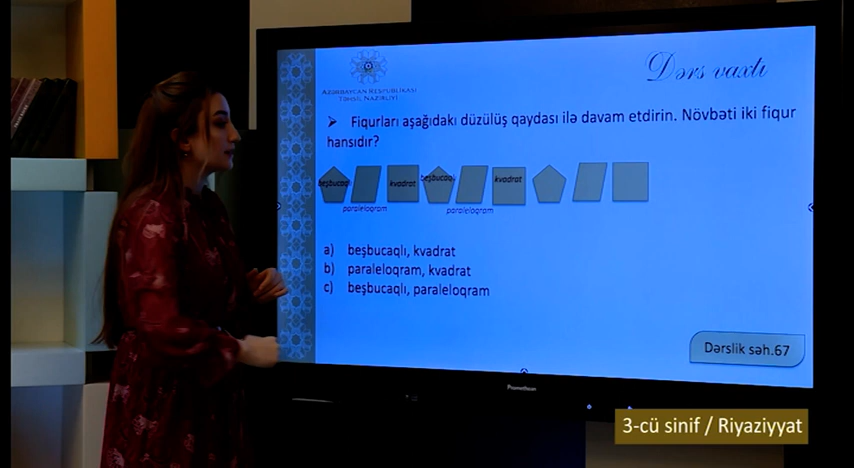 Dərs vaxtı
AZƏRBAYCAN RESPUBLİKASI
TƏHSİL NAZİRLİYİ
➤ Fiqurları aşağıdakı düzülüş qaydası ilə davam etdirin. Növbəti iki fiqur
hansıdır?
beşbucaqlı kvadrat beşbucaqlı kvadrat
paraleloqram paraleloqram
a) beşbucaqlı, kvadrat
b) paraleloqram, kvadrat
c) beşbucaqlı, paraleloqram
Dərslik səh.67
Promethean
3-cü sinif / Riyaziyyat